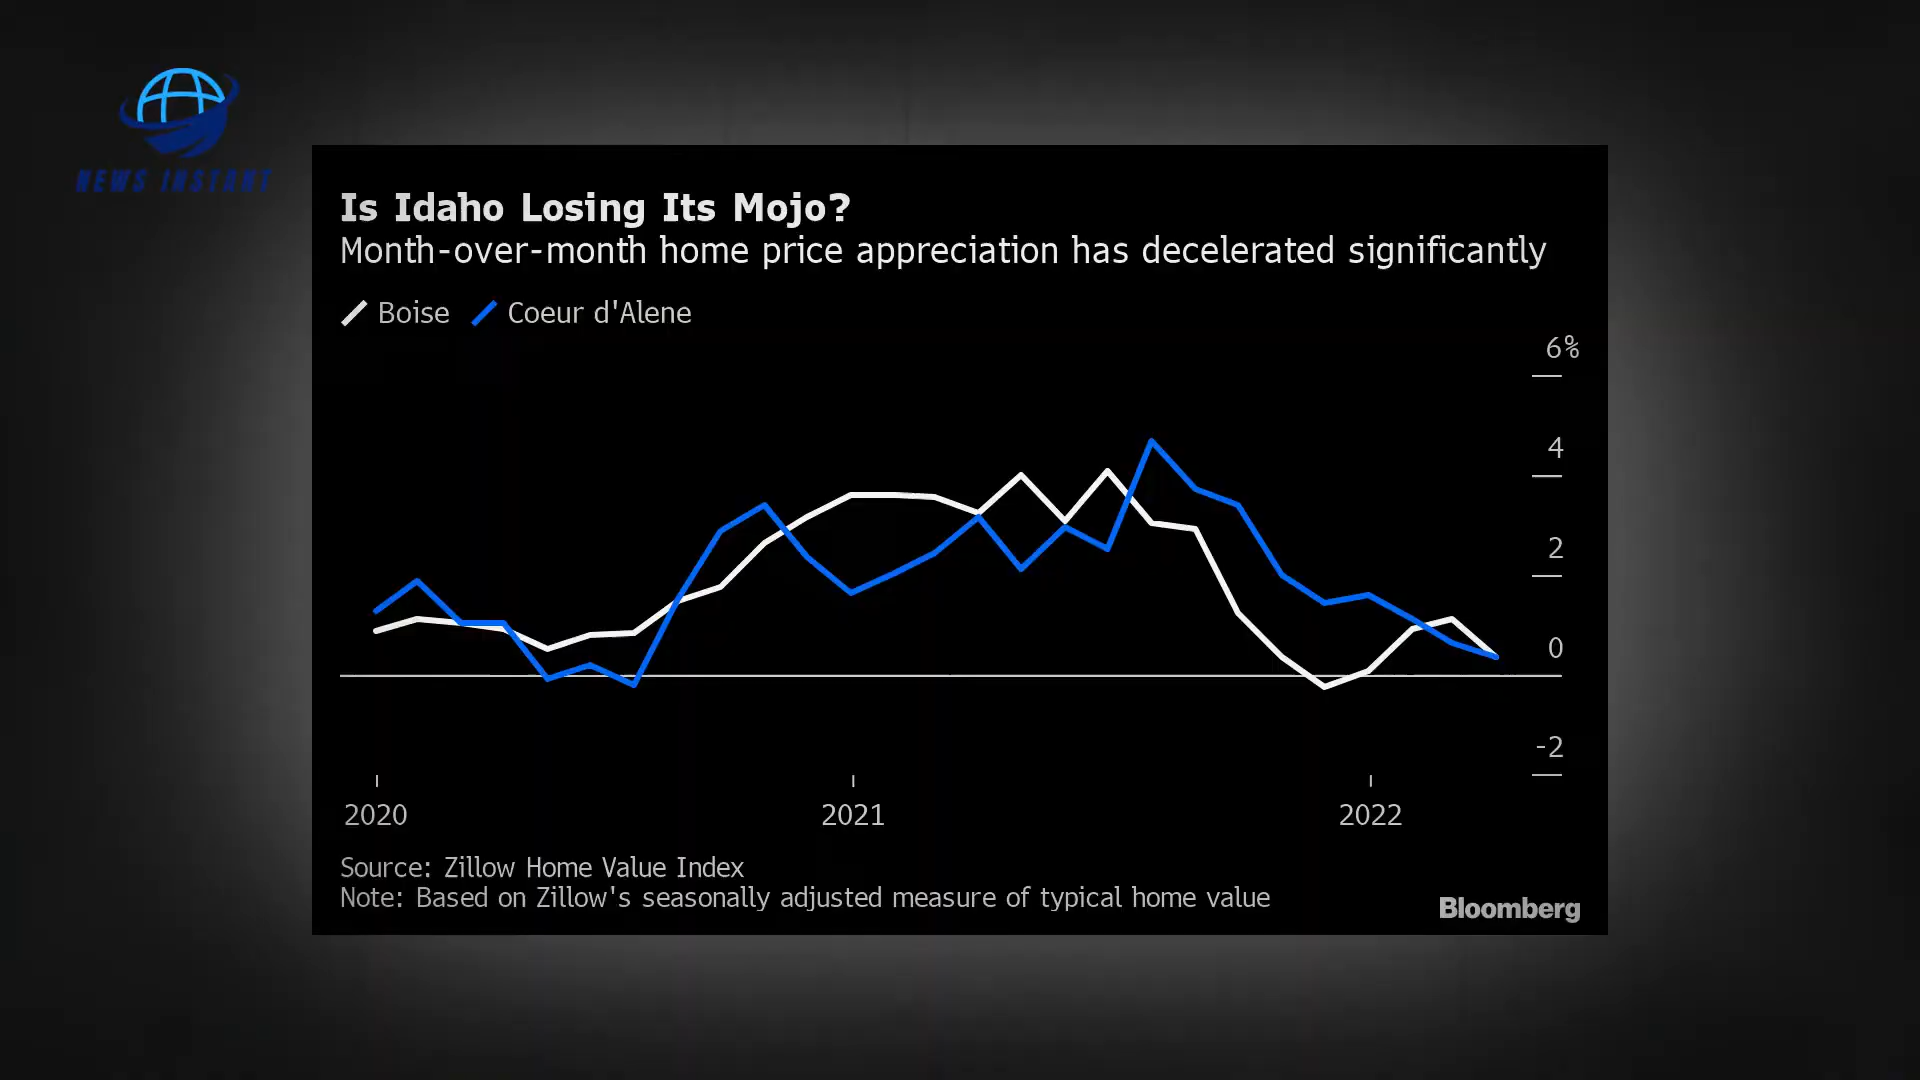 NEWS INSTANT
Is Idaho Losing Its Mojo?
Month-over-month home price appreciation has decelerated significantly
Boise Coeur d'Alene
6%
4
2
0
-2
2020 2021 2022
Source: Zillow Home Value Index
Note: Based on Zillow's seasonally adjusted measure of typical home value
Bloomberg